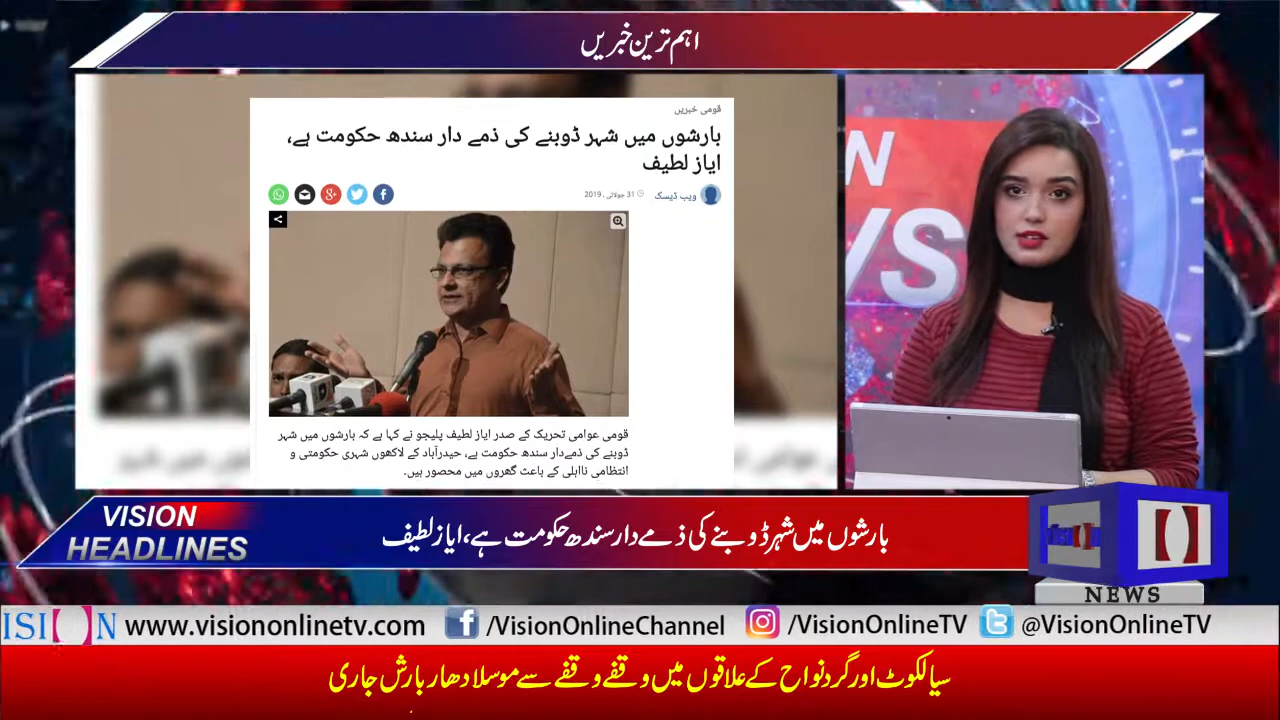 اہم ترین خبریں
قومی خبریں
بارشوں میں شہر ڈوبنے کی ذمے دار سندھ حکومت ہے،
ایاز لطیف
ویب ڈیسک
31 جولائی, 2019
قومی عوامی تحریک کے صدر ایاز لطیف پلیجو نے کہا ہے کہ بارشوں میں شہر
ڈوبنے کی ذمےدار سندھ حکومت ہے، حیدرآباد کے لاکھوں شہری حکومتی و
انتظامی نااہلی کے باعث گھروں میں محصور ہیں۔
N
VS
VISION
HEADLINES
بارشوں میں شہر ڈوبنے کی ذمے دار سندھ حکومت ہے، ایاز لطیف
NEWS
ISION www.visiononlinetv.com /VisionOnlineChannel /VisionOnlineTV @VisionOnlineTV
سیالکوٹ اور گردنواح کے علاقوں میں وقفے وقفے سے موسلا دھار بارش جاری